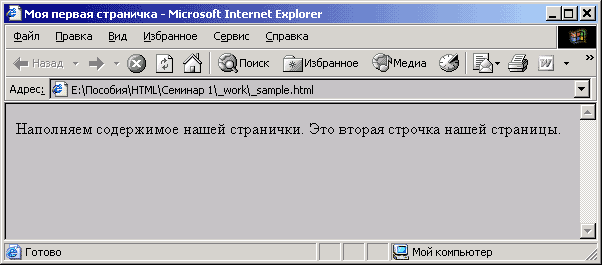 Моя первая страничка - Microsoft Internet Explorer
Файл Правка Вид Избранное Сервис Справка
Назад Поиск Избранное Медиа W »
Адрес: E:\Пособия\HTML\Семинар 1\_work\_sample.html
Наполняем содержимое нашей странички. Это вторая строчка нашей страницы.
Готово Мой компьютер